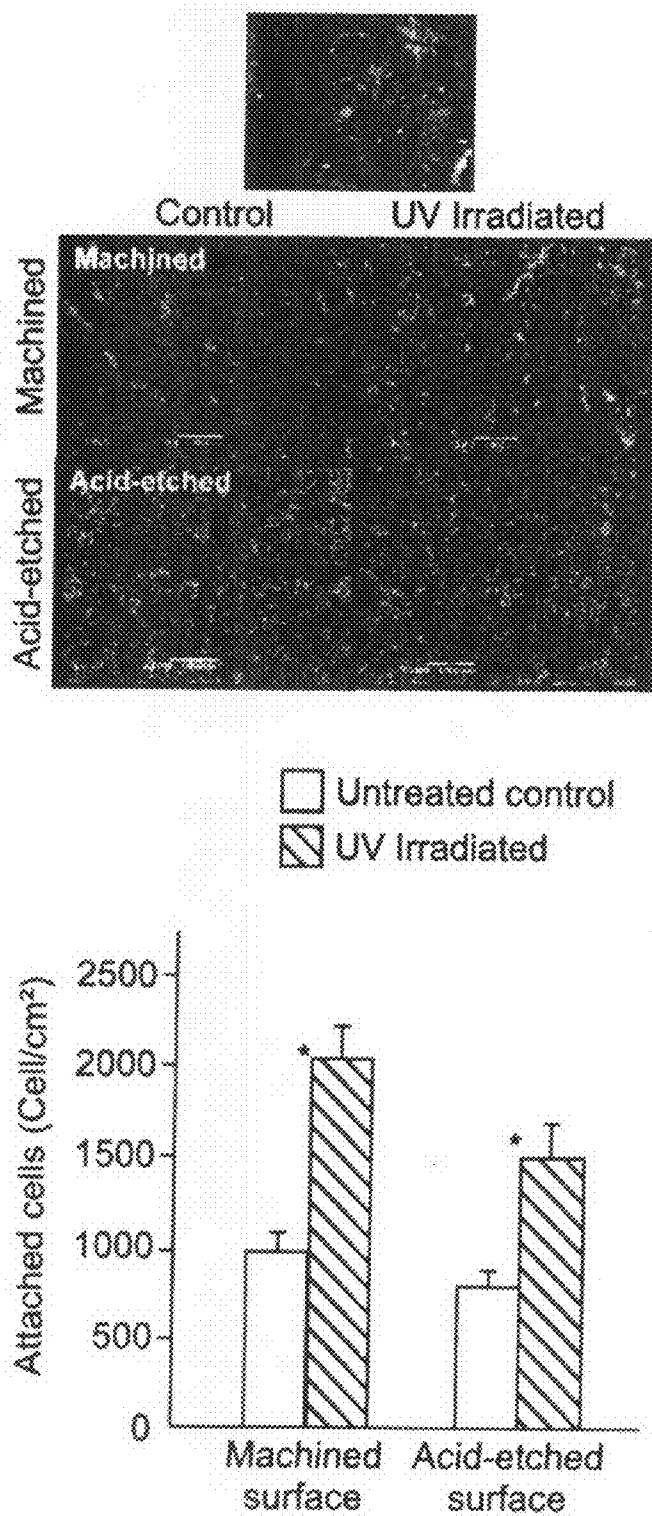 Control UV Irradiated
Machined
Machined
Acid-etched
Acid-etched
Untreated control
UV Irradiated
Attached cells (Cell/cm²)
2500
2000
1500
1000
500
0
*
*
Machined surface
Acid-etched surface